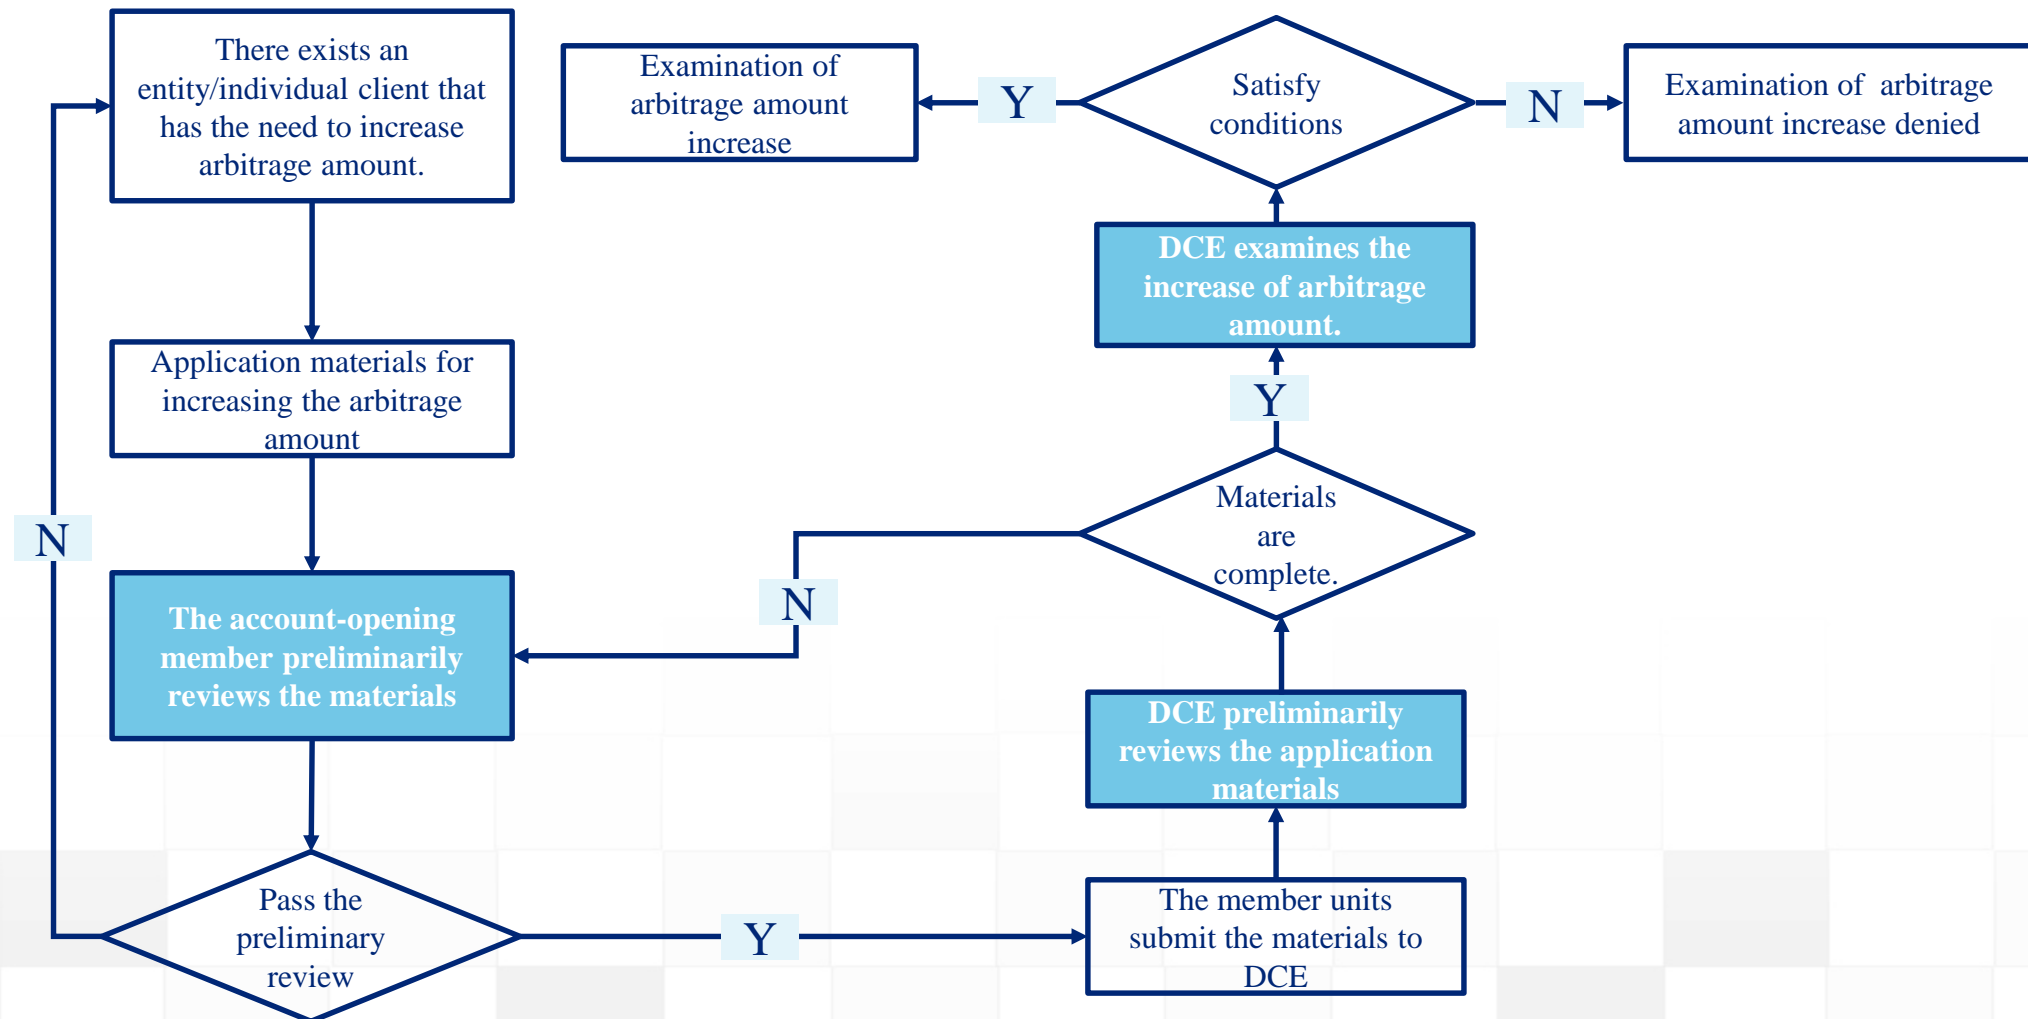 There exists an
entity/individual client that
has the need to increase
arbitrage amount.
Application materials for
increasing the arbitrage
amount
The account-opening
member preliminarily
reviews the materials
Pass the
preliminary
review
N
Y
The member units
submit the materials to
DCE
DCE preliminarily
reviews the application
materials
Materials
are
complete.
N
Y
DCE examines the
increase of arbitrage
amount.
Satisfy
conditions
Y
Examination of
arbitrage amount
increase
N
Examination of  arbitrage
amount increase denied